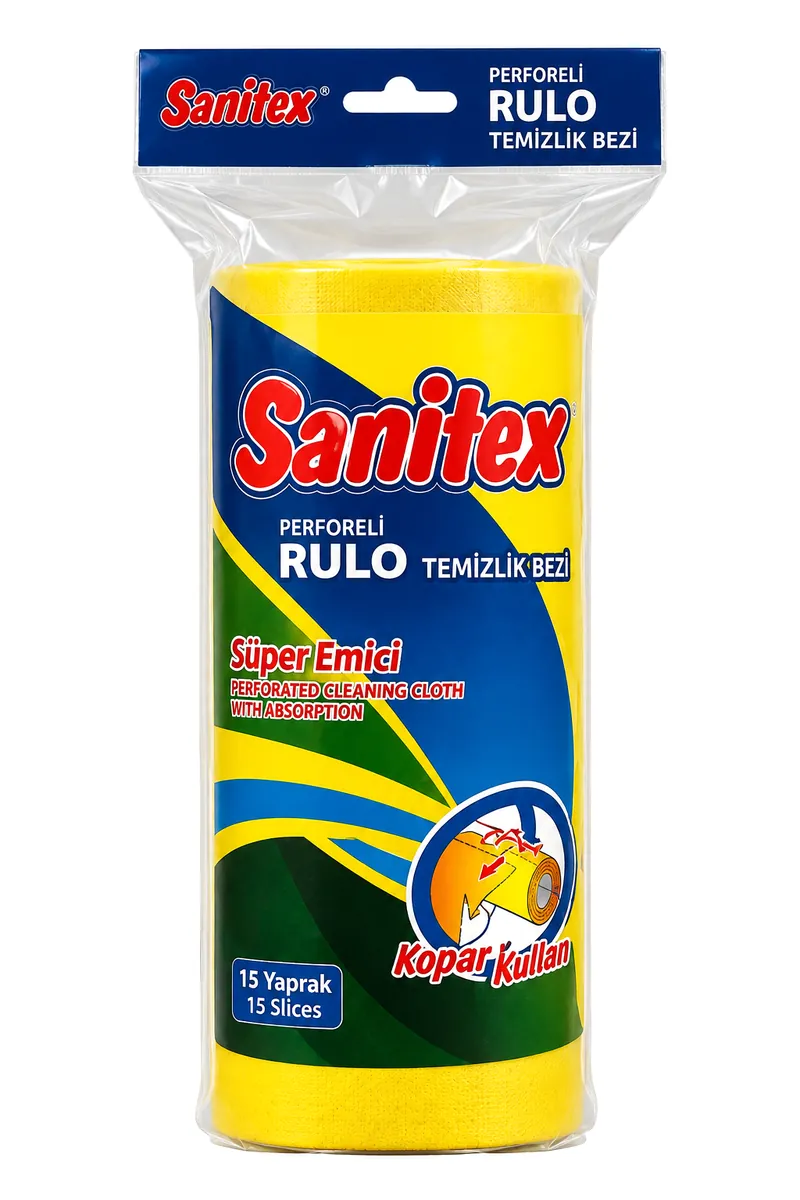 Sanitex®
PERFORELİ
RULO
TEMİZLİK BEZİ
Sanitex®
PERFORELİ
RULO TEMİZLİK BEZİ
Süper Emici
PERFORATED CLEANING CLOTH
WITH ABSORPTION
Kopar Kullan
15 Yaprak
15 Slices